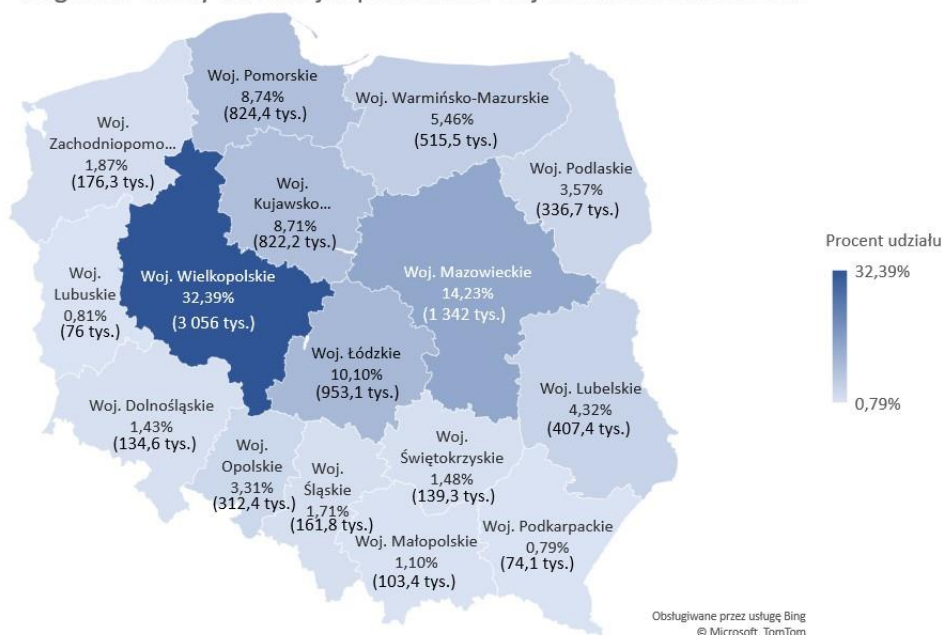 Woj. Pomorskie
8,74%
(824,4 tys.)
Woj. Warmińsko-Mazurskie
5,46%
(515,5 tys.)
Woj.
Zachodniopomo...
1,87%
(176,3 tys.)
Woj. Podlaskie
3,57%
(336,7 tys.)
Woj.
Kujawsko...
8,71%
(822,2 tys.)
Woj. Wielkopolskie
32,39%
(3 056 tys.)
Woj. Mazowieckie
14,23%
(1 342 tys.)
Woj.
Lubuskie
0,81%
(76 tys.)
Woj. Łódzkie
10,10%
(953,1 tys.)
Woj. Lubelskie
4,32%
(407,4 tys.)
Woj. Dolnośląskie
1,43%
(134,6 tys.)
Woj.
Opolskie
3,31%
(312,4 tys.)
Woj.
Śląskie
1,71%
(161,8 tys.)
Woj.
Świętokrzyskie
1,48%
(139,3 tys.)
Woj. Małopolskie
1,10%
(103,4 tys.)
Woj. Podkarpackie
0,79%
(74,1 tys.)
Procent udziału
32,39%
0,79%
Obsługiwane przez usługę Bing
© Microsoft, TomTom